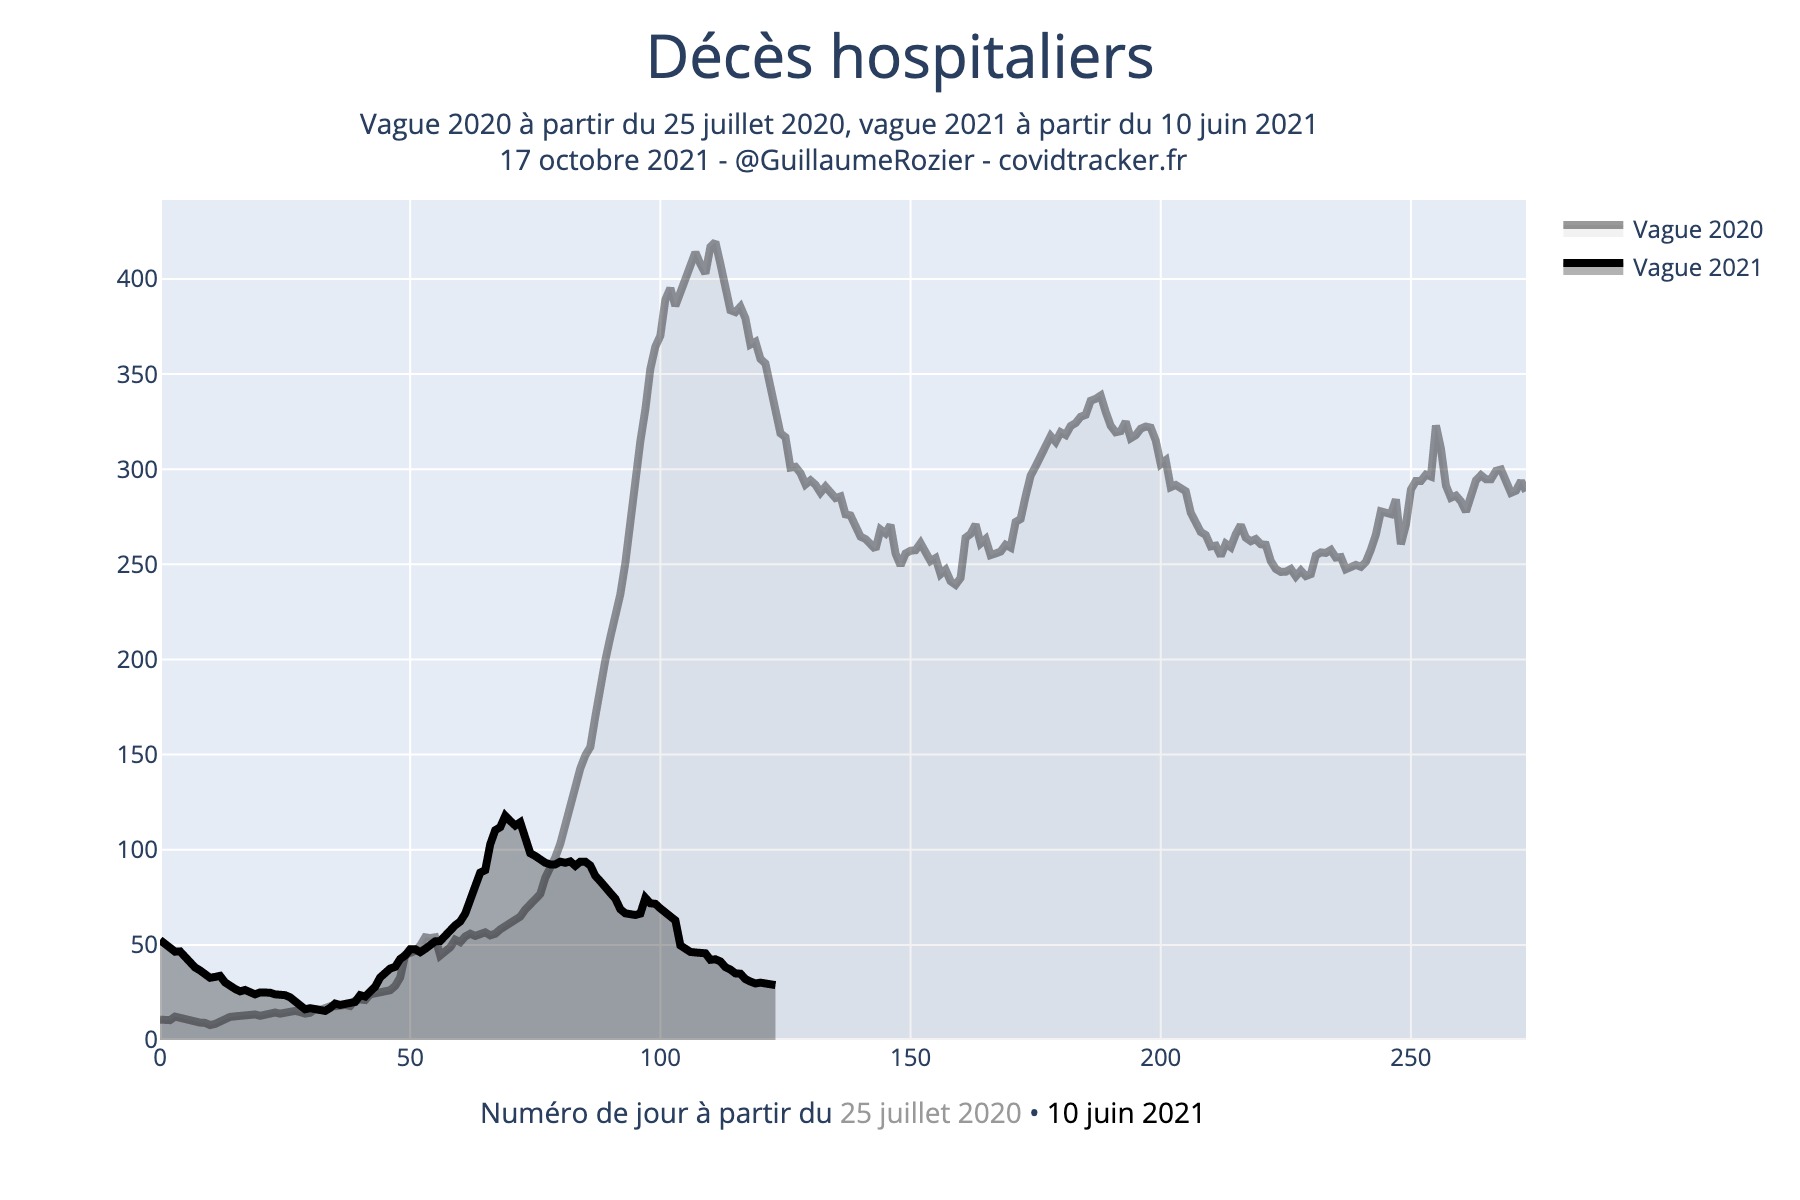 Décès hospitaliers
Vague 2020 à partir du 25 juillet 2020, vague 2021 à partir du 10 juin 2021
17 octobre 2021 - @GuillaumeRozier - covidtracker.fr
Vague 2020
Vague 2021
400
350
300
250
200
150
100
50
0
0 50 100 150 200 250
Numéro de jour à partir du 25 juillet 2020 • 10 juin 2021